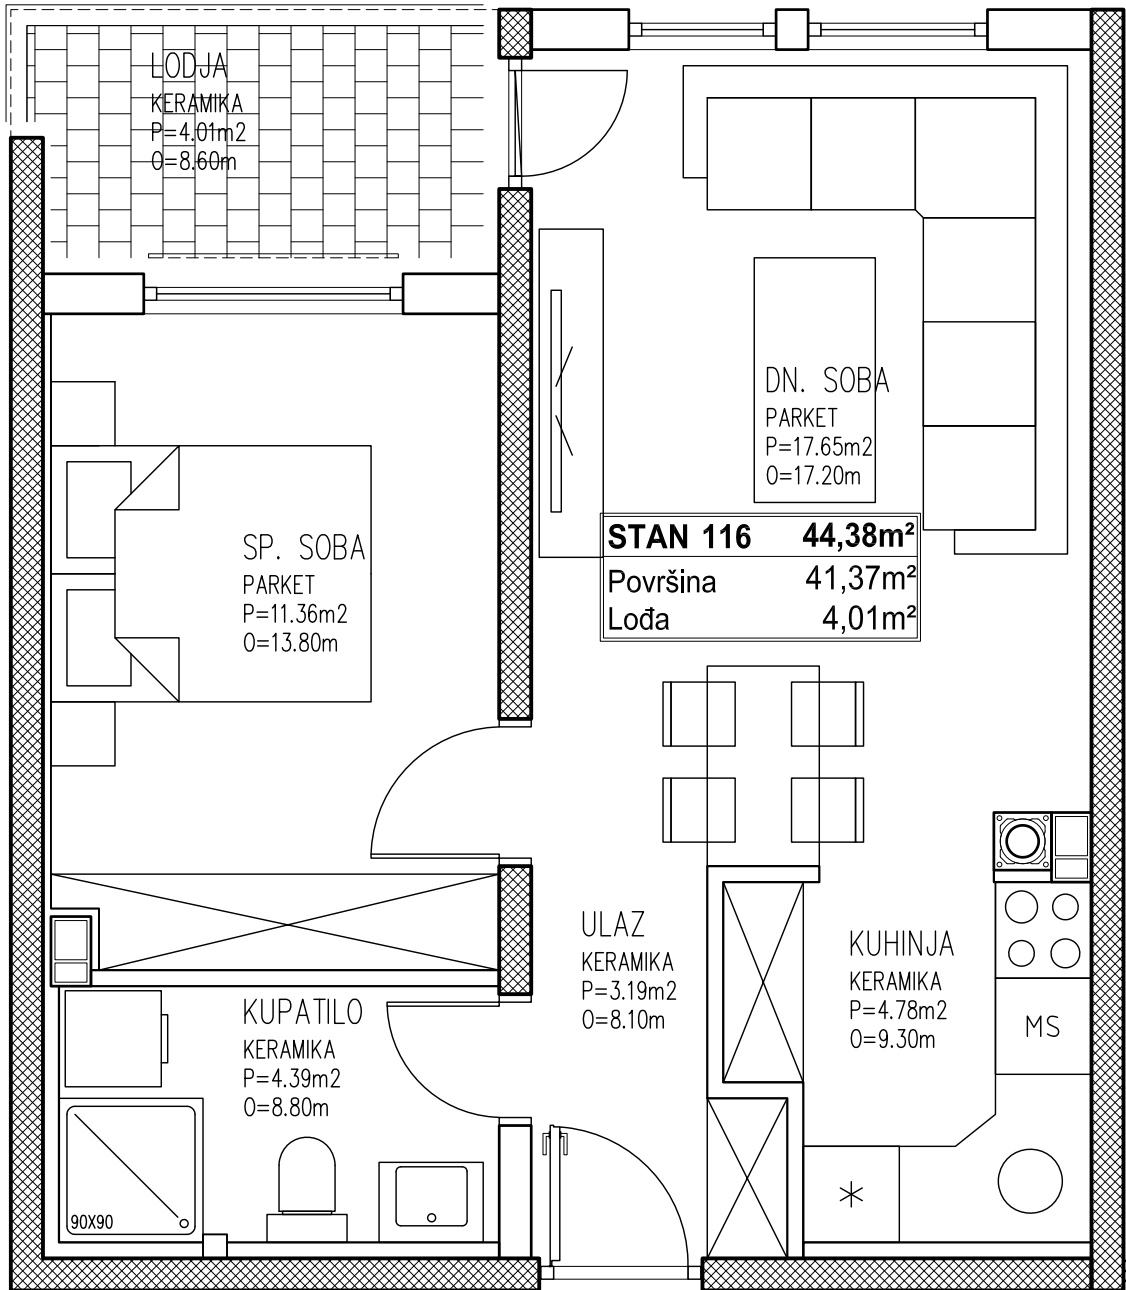 LODJA
KERAMIKA
P=4.01m2
O=8.60m
DN. SOBA
PARKET
P=17.65m2
O=17.20m
STAN 116 44,38m²
Površina 41,37m²
Lođa 4,01m²
SP. SOBA
PARKET
P=11.36m2
O=13.80m
ULAZ
KERAMIKA
P=3.19m2
O=8.10m
KUHINJA
KERAMIKA
P=4.78m2
O=9.30m
MS
KUPATILO
KERAMIKA
P=4.39m2
O=8.80m
90X90